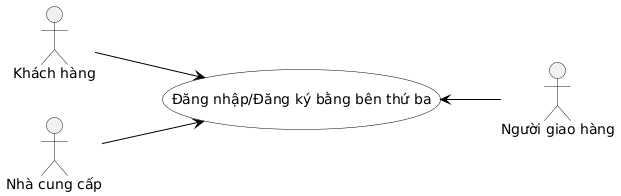 Khách hàng
Đăng nhập/Đăng ký bằng bên thứ ba
Người giao hàng
Nhà cung cấp